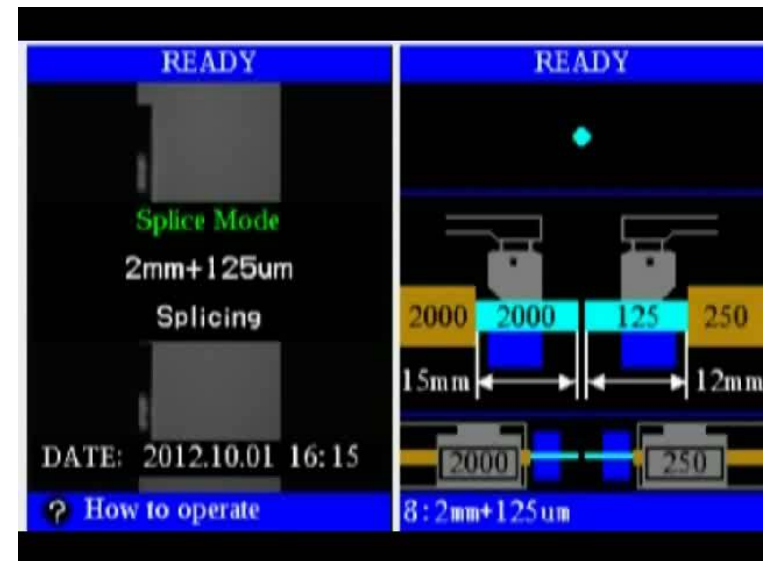 READY
Splice Mode
2mm+125um
Splicing
DATE: 2012.10.01 16:15
? How to operate
READY
2000 2000 125 250
15mm 12mm
2000 250
8:2mm+125um